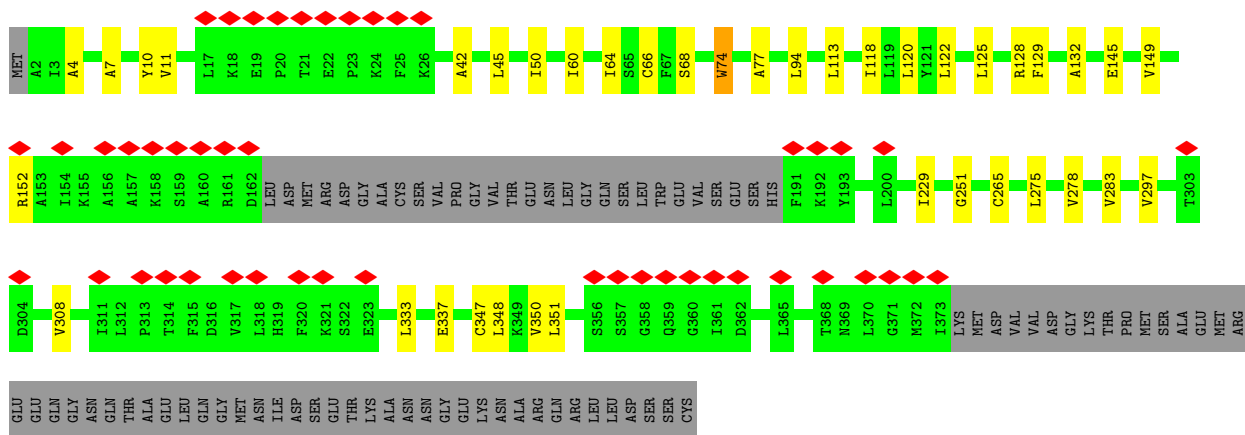 MET A2 I3 A4 A7 Y10 V11 L17 K18 E19 P20 T21 E22 P23 K24 F25 K26 A42 L45 I50 I60 I64 S65 C66 F67 S68 W74 A77 L94 L113 I118 L119 L120 Y121 L122 L125 R128 F129 A132 E145 V149
R152 A153 I154 K155 A156 A157 K158 S159 A160 R161 D162 LEU ASP MET ARG ASP GLY ALA CYS SER VAL PRO GLY VAL THR GLU ASN LEU GLY GLN SER LEU TRP GLU VAL SER GLU SER HIS F191 K192 Y193 L200 I229 G251 C265 L275 V278 V283 V297 T303
D304 V308 I311 L312 P313 T314 F315 D316 V317 L318 H319 F320 K321 S322 E323 L333 E337 C347 L348 K349 V350 L351 S356 S357 G358 Q359 G360 I361 D362 L365 T368 N369 L370 G371 M372 I373 LYS MET ASP VAL VAL ASP GLY LYS THR PRO MET SER ALA GLU MET ARG
GLU GLU GLN GLY ASN GLN THR ALA GLU LEU GLN GLY MET ASN ILE ASP SER GLU THR LYS ALA ASN ASN GLY GLU LYS ASN ALA ARG GLN ARG LEU LEU ASP SER SER CYS